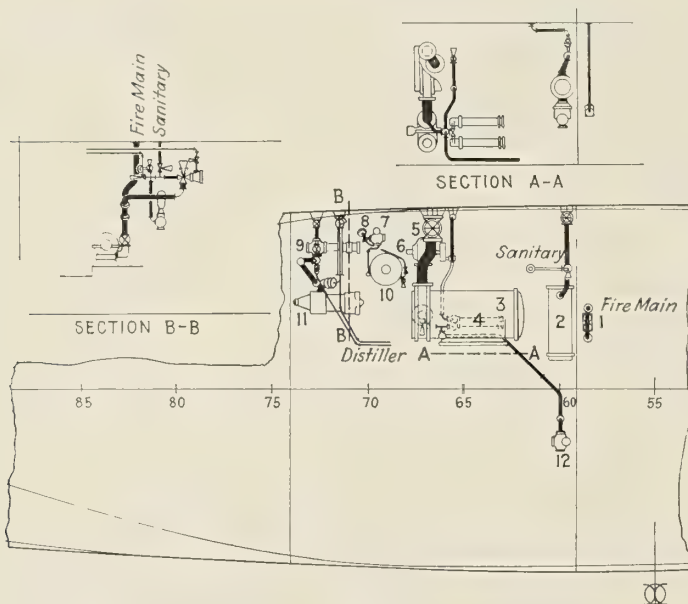 Fire Main
Sanitary
SECTION A-A
SECTION B-B
B
8 7
9
5
6
10
11
B
Distiller
A A
3
4
Sanitary
2
Fire Main
1
12
85 80 75 70 65 60 55